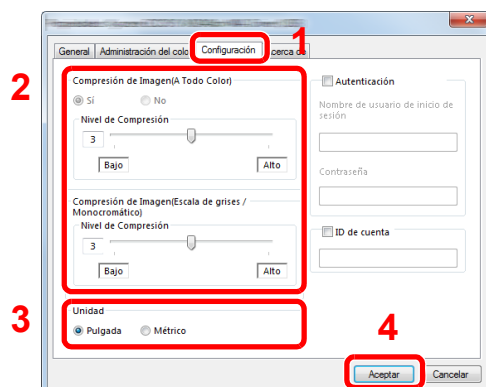 1
General Administración del colo Configuración cerca de
2
Compresión de Imagen(A Todo Color)
Sí No
Nivel de Compresión
3
Bajo Alto
Compresión de Imagen(Escala de grises /
Monocromático)
Nivel de Compresión
3
Bajo Alto
Autenticación
Nombre de usuario de inicio de
sesión
Contraseña
ID de cuenta
3
Unidad
Pulgada Métrico
4
Aceptar Cancelar